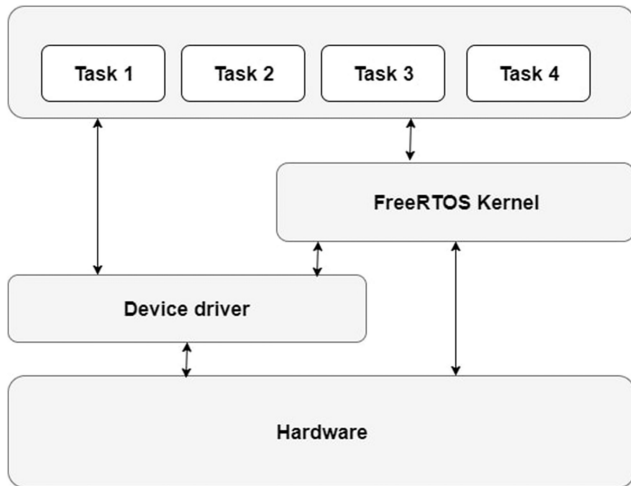 Task 1
Task 2
Task 3
Task 4
FreeRTOS Kernel
Device driver
Hardware